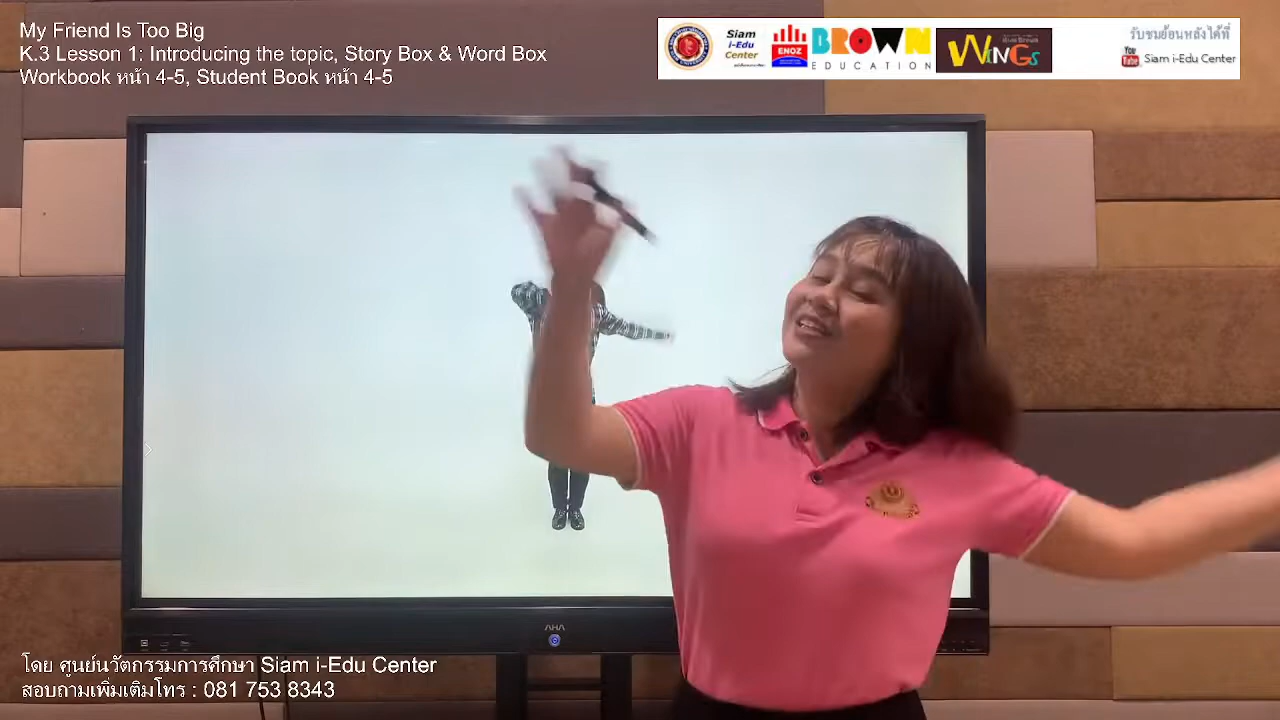 My Friend Is Too Big
K.2 Lesson 1: Introducing the Topic, Story Box & Word Box
Workbook หน้า 4-5, Student Book หน้า 4-5
Siam
i-Edu
Center
ENOZ
BROWN
EDUCATION
WINGS
รับชมย้อนหลังได้ที่
You
Tube
Siam i-Edu Center
AHA
โดย ศูนย์นวัตกรรมการศึกษา Siam i-Edu Center
สอบถามเพิ่มเติมโทร : 081 753 8343